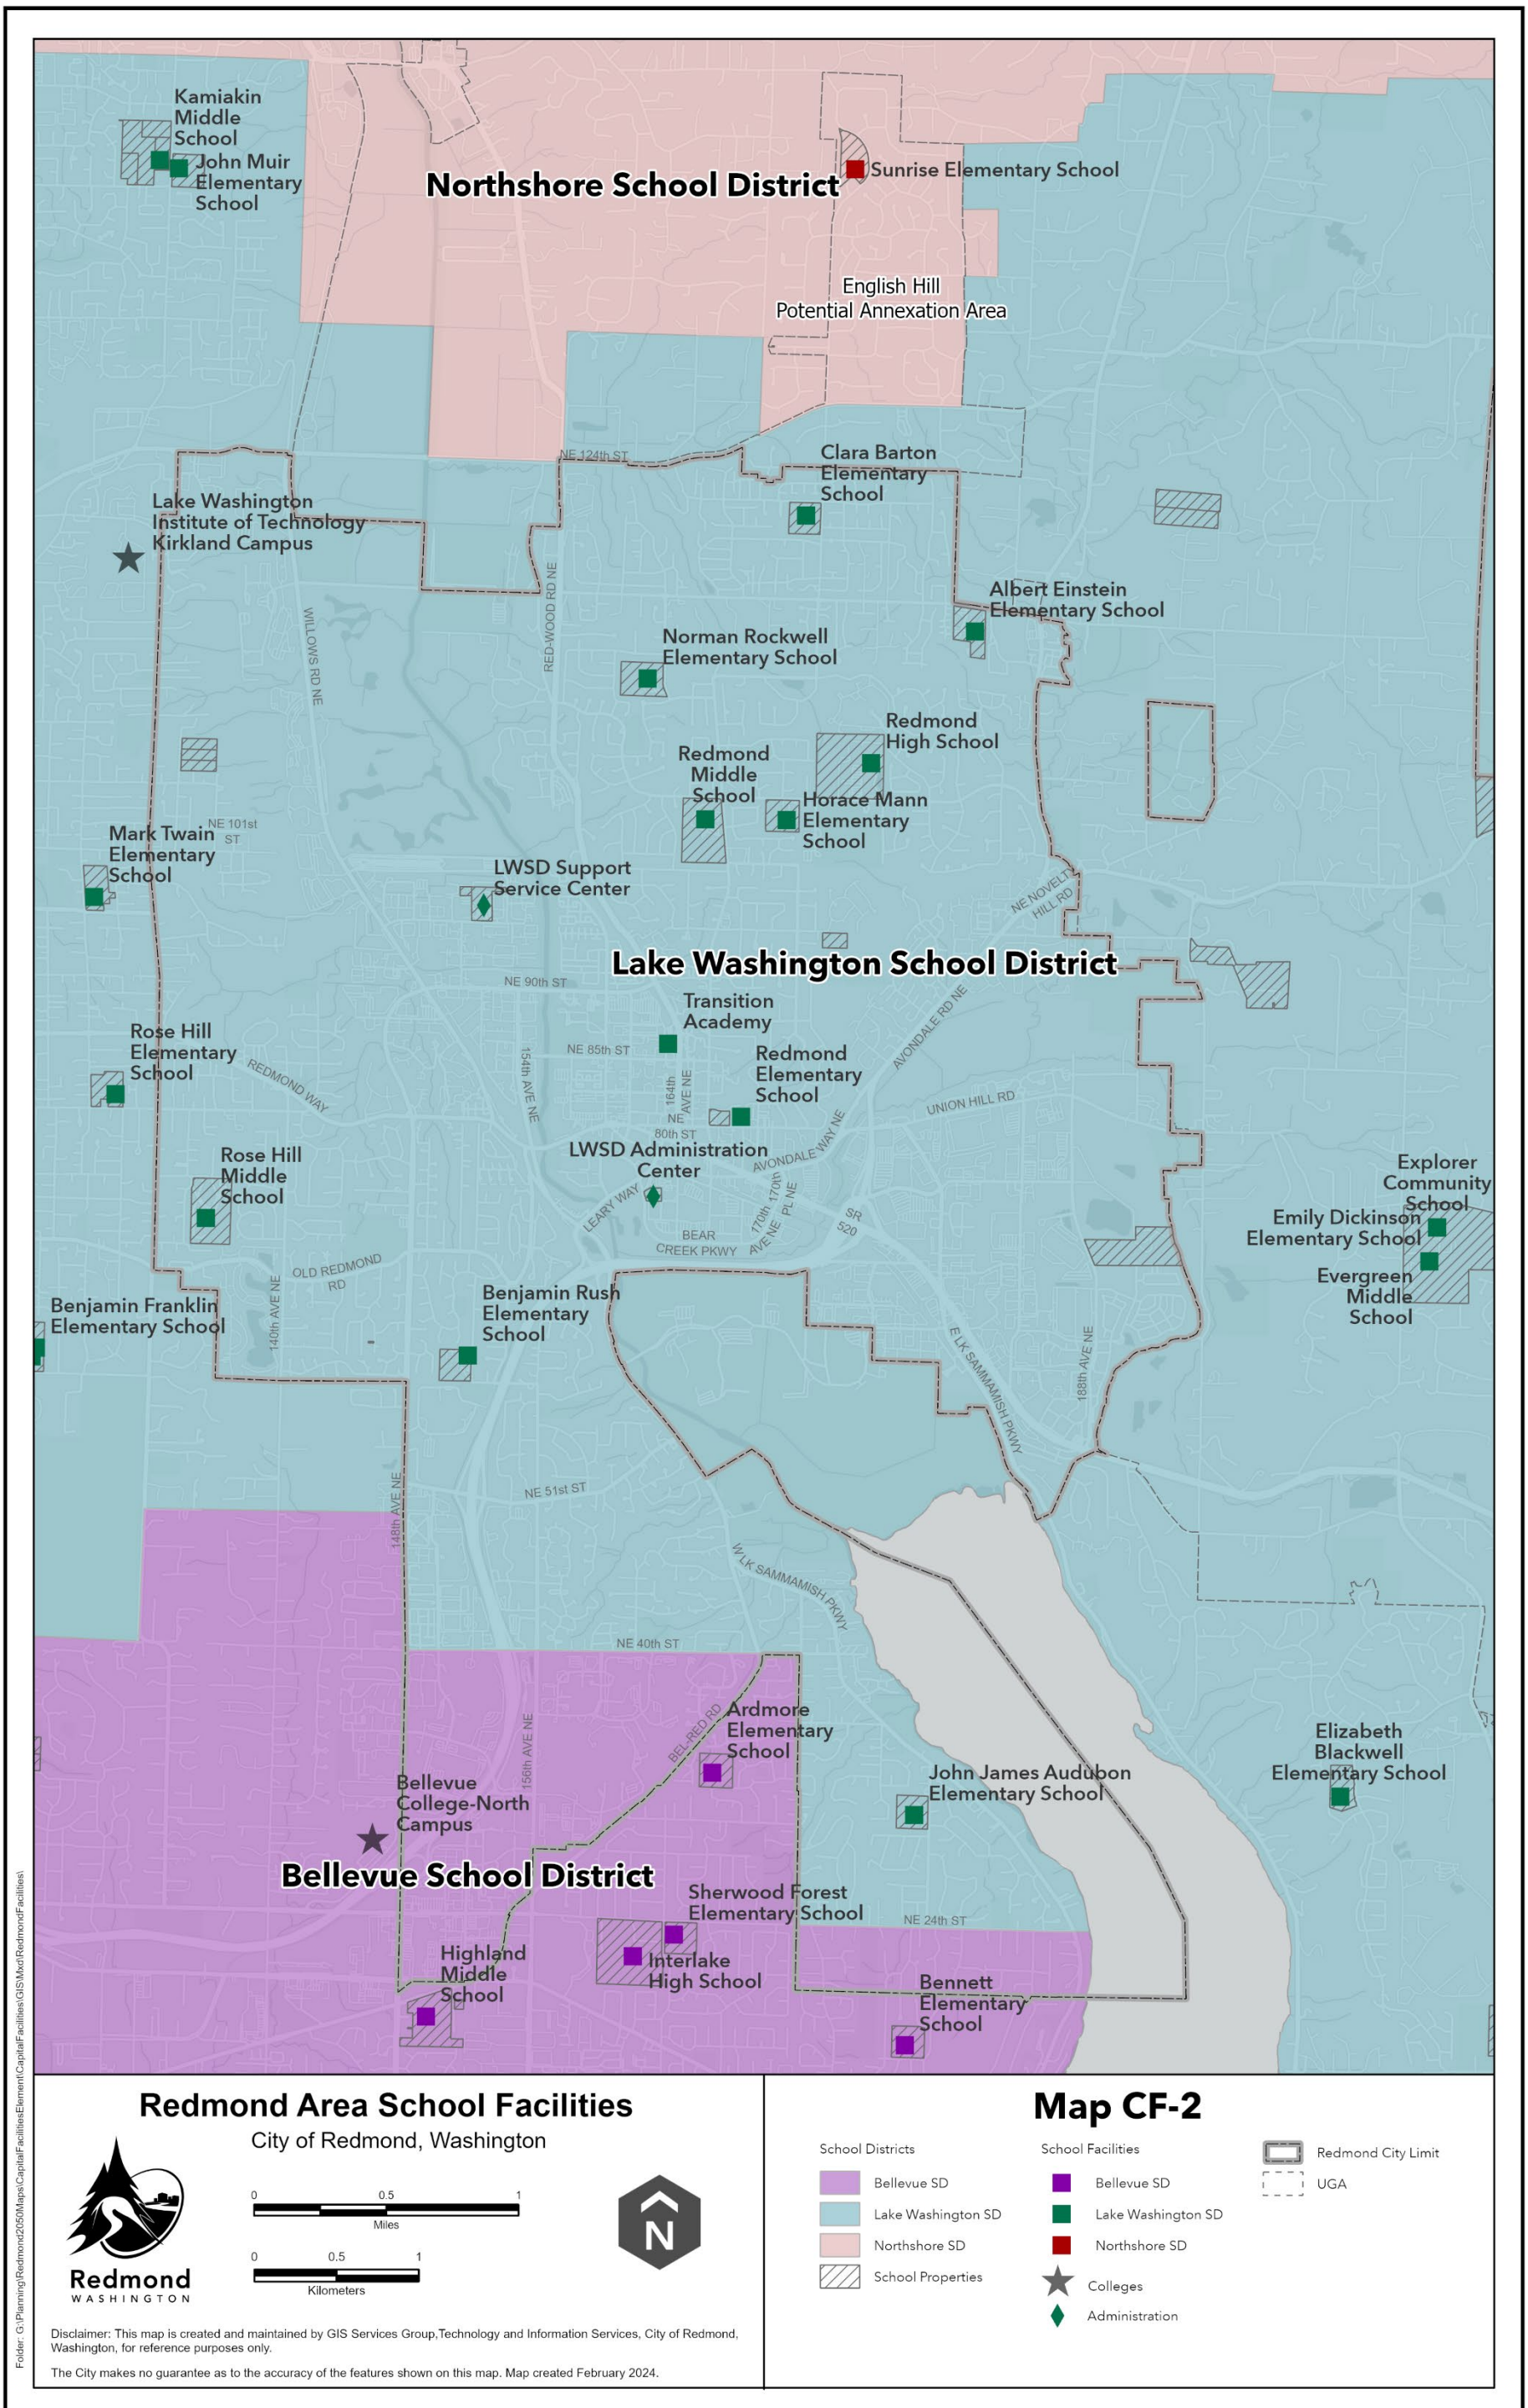 Kamiakin
Middle
School
John Muir
Elementary
School
Northshore School District
Sunrise Elementary School
English Hill
Potential Annexation Area
NE 124th ST
Clara Barton
Elementary
School
Lake Washington
Institute of Technology
Kirkland Campus
WILLOWS RD NE
RED-WOOD RD NE
Albert Einstein
Elementary School
Norman Rockwell
Elementary School
Redmond
High School
Redmond
Middle
School
Horace Mann
Elementary
School
NE 101st
ST
Mark Twain
Elementary
School
LWSD Support
Service Center
NE NOVELTY
HILL RD
Lake Washington School District
NE 90th ST
Transition
Academy
AVONDALE RD NE
Rose Hill
Elementary
School
REDMOND WAY
154th AVE NE
NE 85th ST
164th
AVE NE
Redmond
Elementary
School
UNION HILL RD
NE
80th ST
LWSD Administration
Center
AVONDALE WAY NE
Rose Hill
Middle
School
LEARY WAY
170th
AVE NE
170th
PL NE
SR
520
BEAR
CREEK PKWY
Explorer
Community
School
Emily Dickinson
Elementary School
Evergreen
Middle
School
OLD REDMOND
RD
140th AVE NE
Benjamin Rush
Elementary
School
Benjamin Franklin
Elementary School
E LK SAMMAMISH PKWY
188th AVE NE
148th AVE NE
NE 51st ST
W LK SAMMAMISH PKWY
NE 40th ST
BEL-RED RD
Ardmore
Elementary
School
156th AVE NE
Bellevue
College-North
Campus
John James Audubon
Elementary School
Elizabeth
Blackwell
Elementary School
Bellevue School District
Sherwood Forest
Elementary School
NE 24th ST
Interlake
High School
Highland
Middle
School
Bennett
Elementary
School
Folder: G:\Planning\Redmond2050Maps\CapitalFacilitiesElement\CapitalFacilities\GIS\Mxd\RedmondFacilities\
Redmond Area School Facilities
City of Redmond, Washington
0 0.5 1
Miles
0 0.5 1
Kilometers
N
Redmond
WASHINGTON
Disclaimer: This map is created and maintained by GIS Services Group,Technology and Information Services, City of Redmond,
Washington, for reference purposes only.
The City makes no guarantee as to the accuracy of the features shown on this map. Map created February 2024.
Map CF-2
School Districts
Bellevue SD
Lake Washington SD
Northshore SD
School Properties
School Facilities
Bellevue SD
Lake Washington SD
Northshore SD
Colleges
Administration
Redmond City Limit
UGA